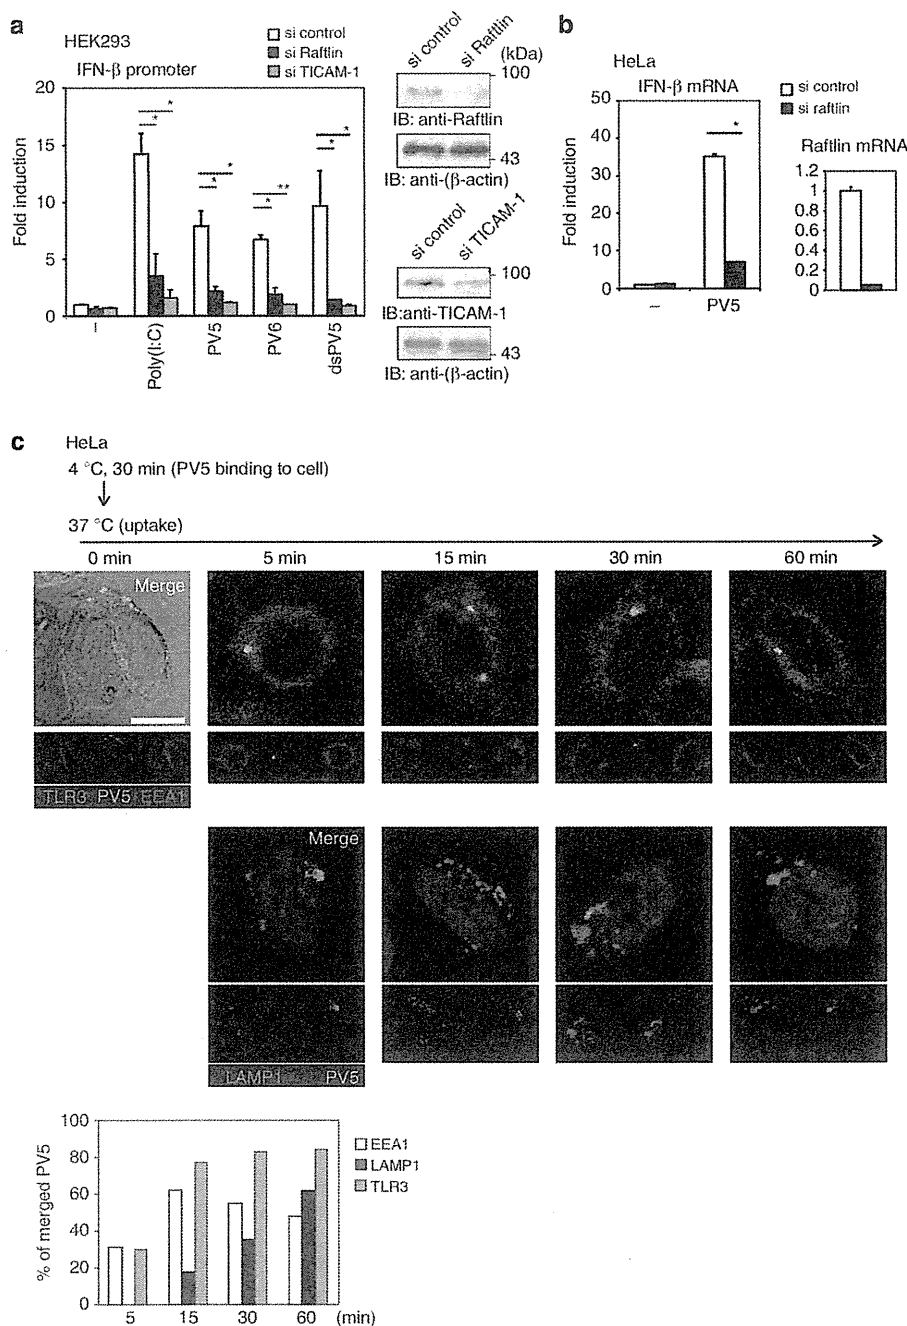 a
HEK293
IFN-β promoter
si control
si Raftlin
si TICAM-1
Fold induction
20
15
10
5
0
–
Poly(I:C)
PV5
PV6
dsPV5
* *
* *
* **
* *
si control
si Raftlin
(kDa)
100
IB: anti-Raftlin
43
IB: anti-(β-actin)
si control
si TICAM-1
100
IB:anti-TICAM-1
43
IB: anti-(β-actin)
b
HeLa
IFN-β mRNA
si control
si raftlin
Fold induction
50
40
30
20
10
0
*
–
PV5
Raftlin mRNA
1.2
1
0.8
0.6
0.4
0.2
0
c
HeLa
4 °C, 30 min (PV5 binding to cell)
37 °C (uptake)
0 min
5 min
15 min
30 min
60 min
Merge
TLR3 PV5 EEA1
Merge
LAMP1 PV5
% of merged PV5
100
80
60
40
20
0
5
15
30
60
(min)
EEA1
LAMP1
TLR3